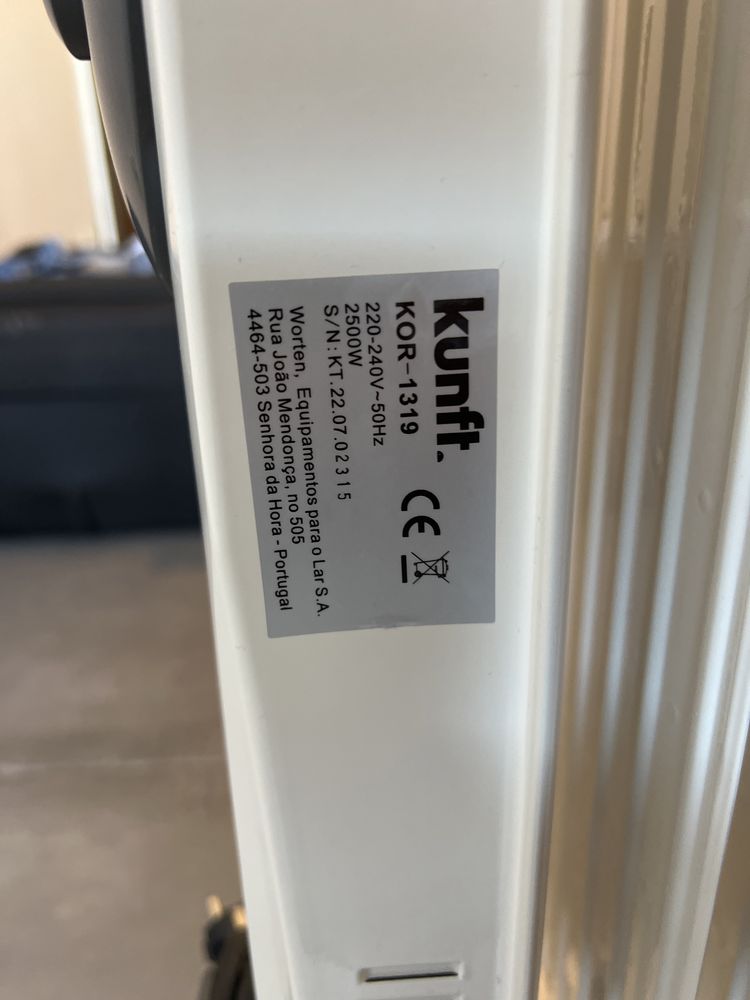 kunft.
KOR-1319
220-240V~50Hz
2500W
S/N:KT.22.07.02315
CE
Worten, Equipamentos para o Lar S.A.
Rua João Mendonça, no 505
4464-503 Senhora da Hora - Portugal